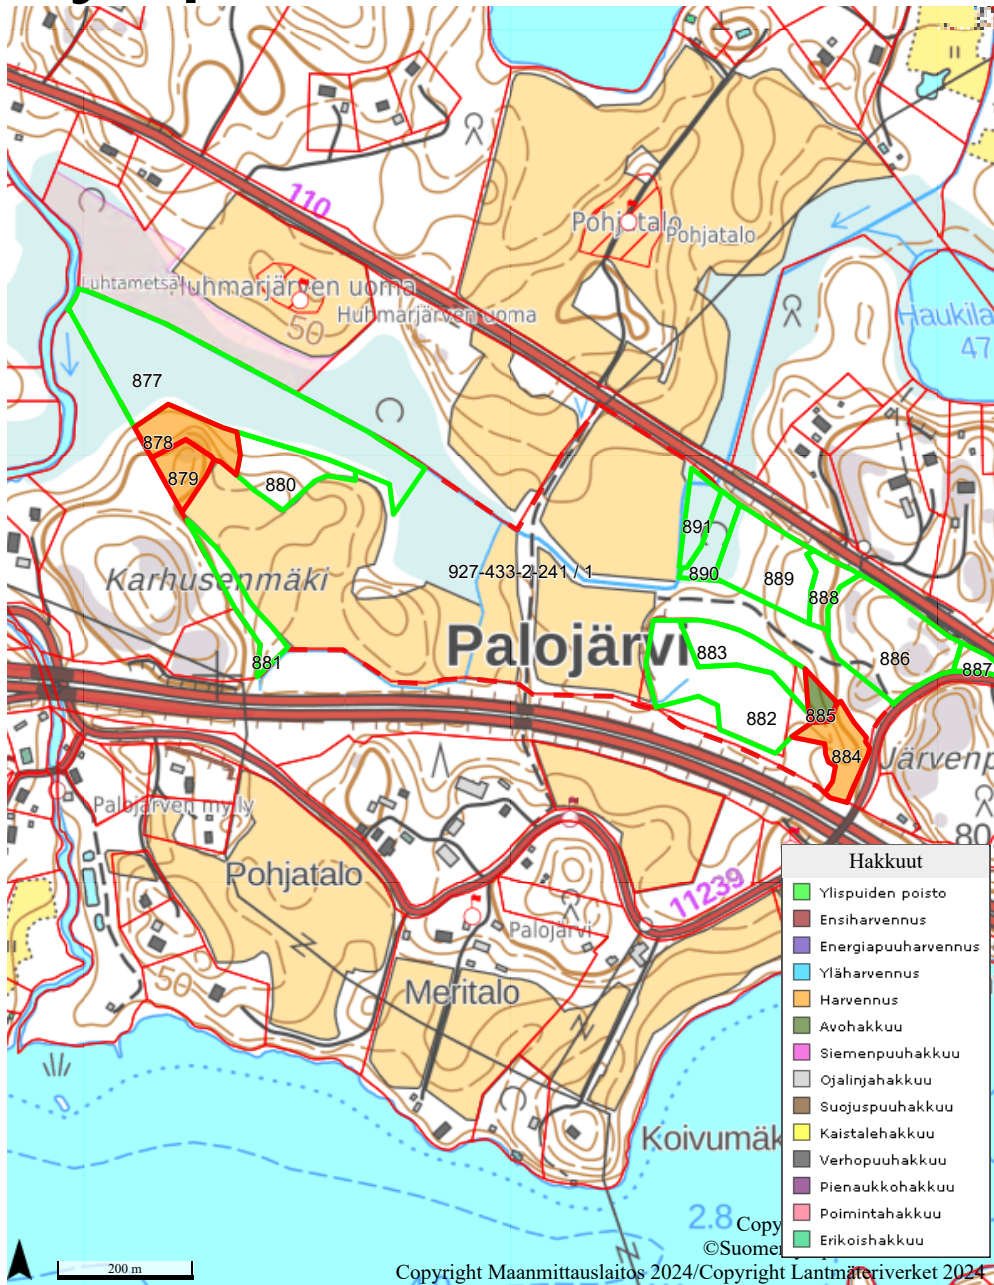 110
Pohjatalo
Pohjatalo
Luhtametsä
Huhmarjärven uoma
Huhmarjärven uoma
50
Haukila
47
877
878
879
880
Karhusenmäki
881
927-433-2-241 / 1
Palojärvi
891
890
889
888
886
887
883
882
885
884
Järvenp
80
Palojärven mylly
Pohjatalo
11239
Palojärvi
50
Meritalo
Koivumäk
2.8
Hakkuut
Ylispuiden poisto
Ensiharvennus
Energiapuuharvennus
Yläharvennus
Harvennus
Avohakkuu
Siemenpuuhakkuu
Ojalinjahakkuu
Suojuspuuhakkuu
Kaistalehakkuu
Verhopuuhakkuu
Pienaukkohakkuu
Poimintahakkuu
Erikoishakkuu
Copy
©Suomen
200 m
Copyright Maanmittauslaitos 2024/Copyright Lantmäteriverket 2024